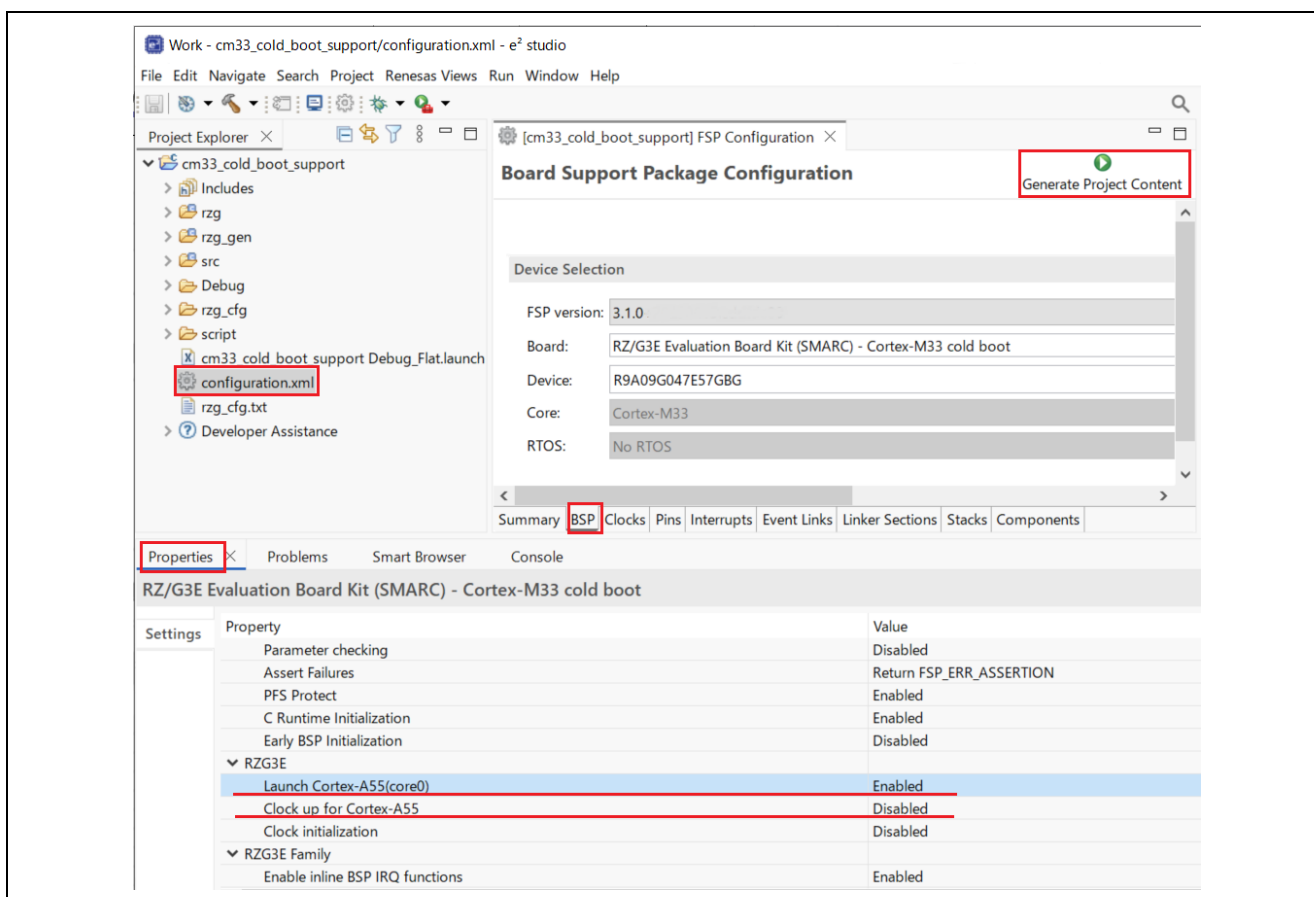 Work - cm33_cold_boot_support/configuration.xml - e² studio
File Edit Navigate Search Project Renesas Views Run Window Help
Project Explorer
cm33_cold_boot_support
Includes
rzg
rzg_gen
src
Debug
rzg_cfg
script
cm33_cold_boot_support Debug_Flat.launch
configuration.xml
rzg_cfg.txt
Developer Assistance
[cm33_cold_boot_support] FSP Configuration
Board Support Package Configuration
Generate Project Content
Device Selection
FSP version: 3.1.0
Board: RZ/G3E Evaluation Board Kit (SMARC) - Cortex-M33 cold boot
Device: R9A09G047E57GBG
Core: Cortex-M33
RTOS: No RTOS
Summary BSP Clocks Pins Interrupts Event Links Linker Sections Stacks Components
Properties Problems Smart Browser Console
RZ/G3E Evaluation Board Kit (SMARC) - Cortex-M33 cold boot
Settings
Property Value
Parameter checking Disabled
Assert Failures Return FSP_ERR_ASSERTION
PFS Protect Enabled
C Runtime Initialization Enabled
Early BSP Initialization Disabled
RZG3E
Launch Cortex-A55(core0) Enabled
Clock up for Cortex-A55 Disabled
Clock initialization Disabled
RZG3E Family
Enable inline BSP IRQ functions Enabled